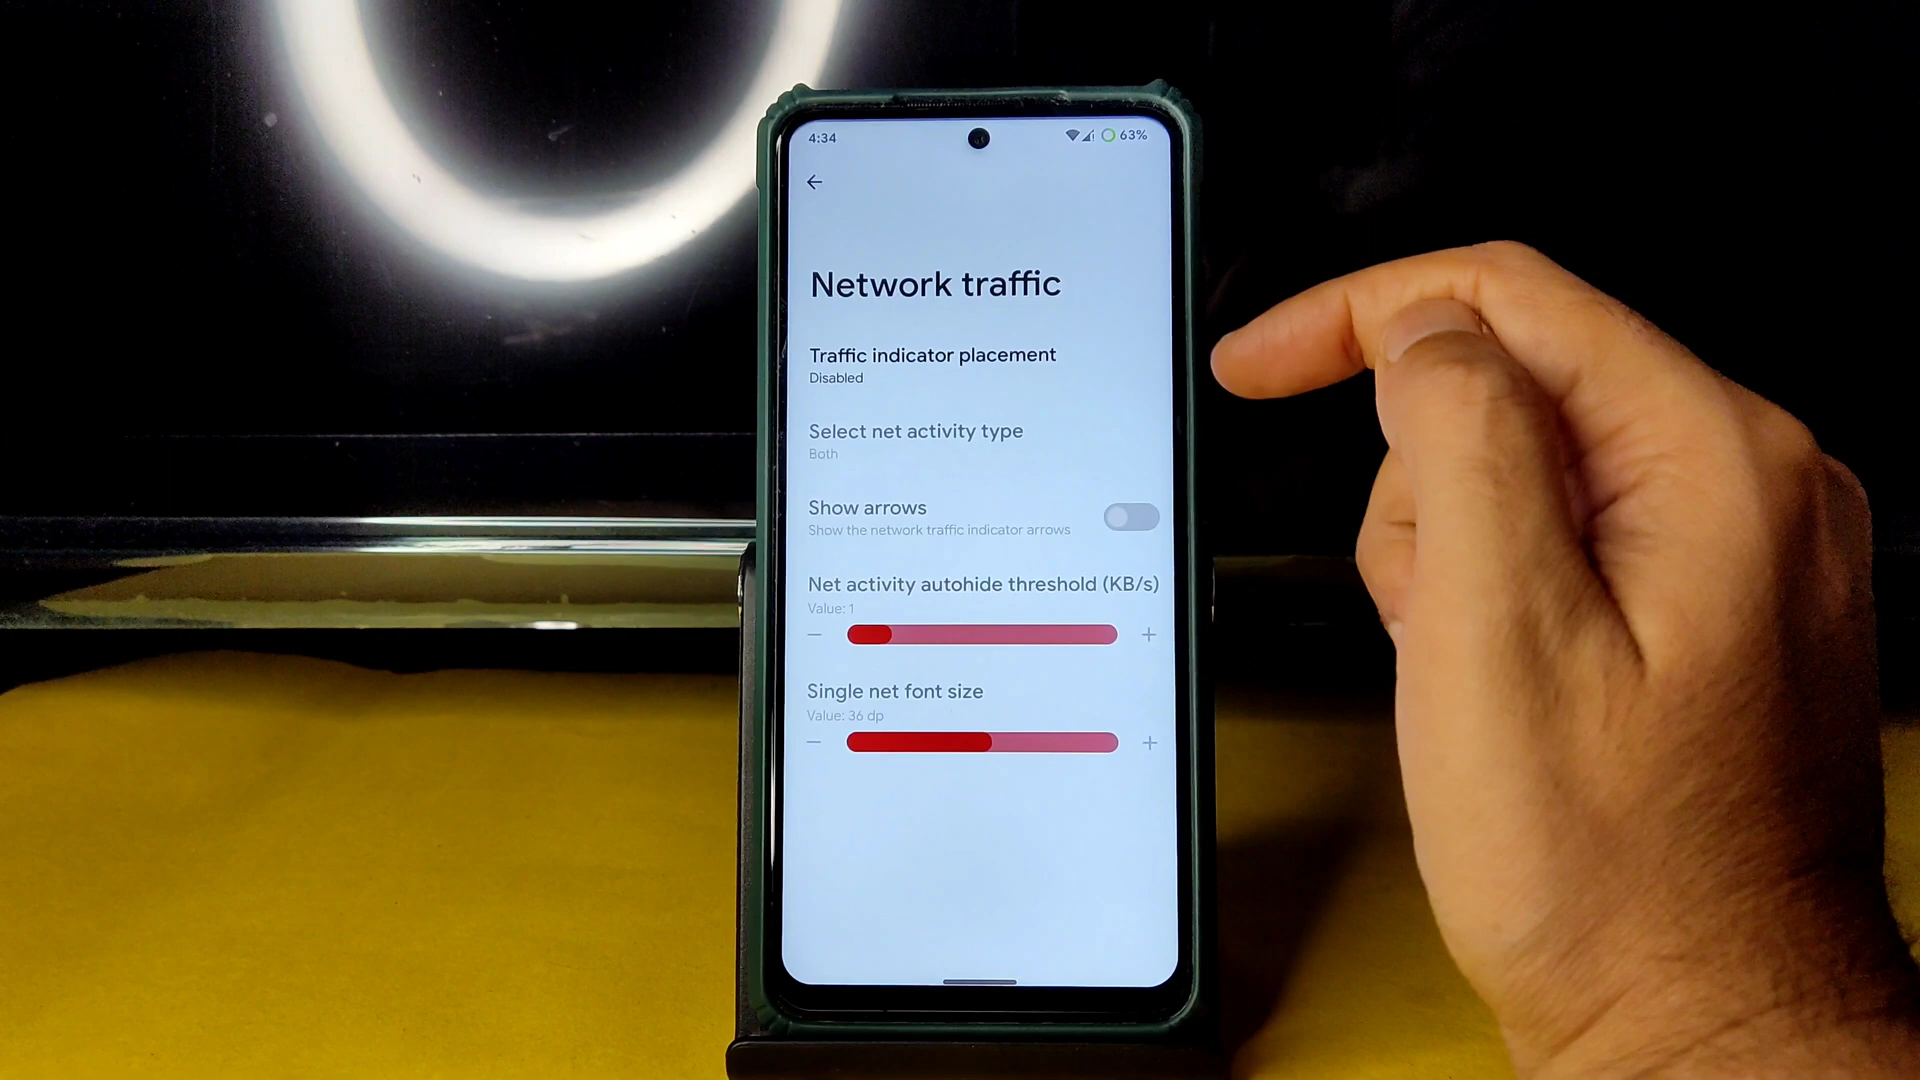 4:34
63%
Network traffic
Traffic indicator placement
Disabled
Select net activity type
Both
Show arrows
Show the network traffic indicator arrows
Net activity autohide threshold (KB/s)
Value: 1
Single net font size
Value: 36 dp